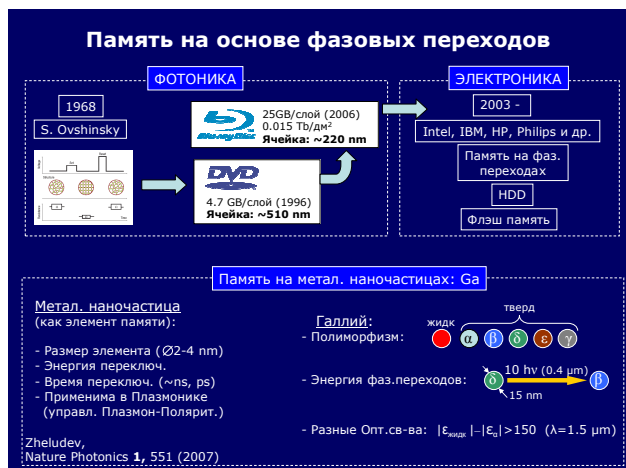 Память на основе фазовых переходов
ФОТОНИКА
ЭЛЕКТРОНИКА
1968
S. Ovshinsky
Blu-ray Disc
25GB/слой (2006)
0.015 Tb/дм²
Ячейка: ~220 nm
DVD
4.7 GB/слой (1996)
Ячейка: ~510 nm
2003 -
Intel, IBM, HP, Philips и др.
Память на фаз.
переходах
HDD
Флэш память
Память на метал. наночастицах: Ga
Метал. наночастица
(как элемент памяти):
- Размер элемента (∅2-4 nm)
- Энергия переключ.
- Время переключ. (~ns, ps)
- Применима в Плазмонике
(управл. Плазмон-Полярит.)
Zheludev,
Nature Photonics 1, 551 (2007)
Галлий:
жидк
тверд
- Полиморфизм:
α β δ ε γ
- Энергия фаз.переходов:
δ 10 hν (0.4 μm) β
15 nm
- Разные Опт.св-ва: |εжидк |–|εα|>150 (λ=1.5 μm)